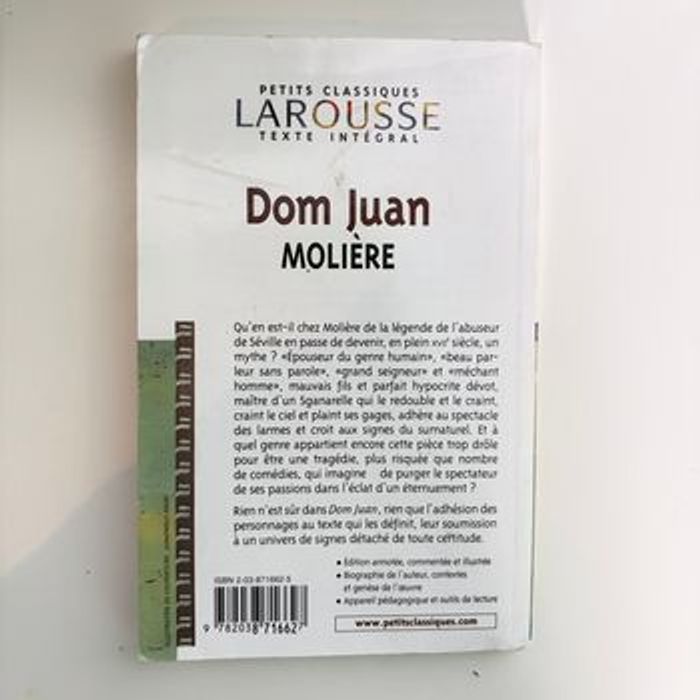 PETITS CLASSIQUES
LAROUSSE
TEXTE INTÉGRAL
Dom Juan
MOLIÈRE
Qu'en est-il chez Molière de la légende de l'abuseur
de Séville en passe de devenir, en plein XVIIe siècle, un
mythe ? «Épouseur du genre humain», «beau par-
leur sans parole», «grand seigneur» et «méchant
homme», mauvais fils et parfait hypocrite dévot,
maître d'un Sganarelle qui le redouble et le craint,
craint le ciel et plaint ses gages, adhère au spectacle
des larmes et croit aux signes du surnaturel. Et à
quel genre appartient encore cette pièce trop drôle
pour être une tragédie, plus risquée que nombre
de comédies, qui imagine de purger le spectateur
de ses passions dans l'éclat d'un éternuement ?
Rien n'est sûr dans Dom Juan, rien que l'adhésion des
personnages au texte qui les définit, leur soumission
à un univers de signes détaché de toute certitude.
• Édition annotée, commentée et illustrée
• Biographie de l'auteur, contextes
et genèse de l'œuvre
• Appareil pédagogique et outils de lecture
www.petitsclassiques.com
ISBN 2-03-871662-5
9 782038 716627